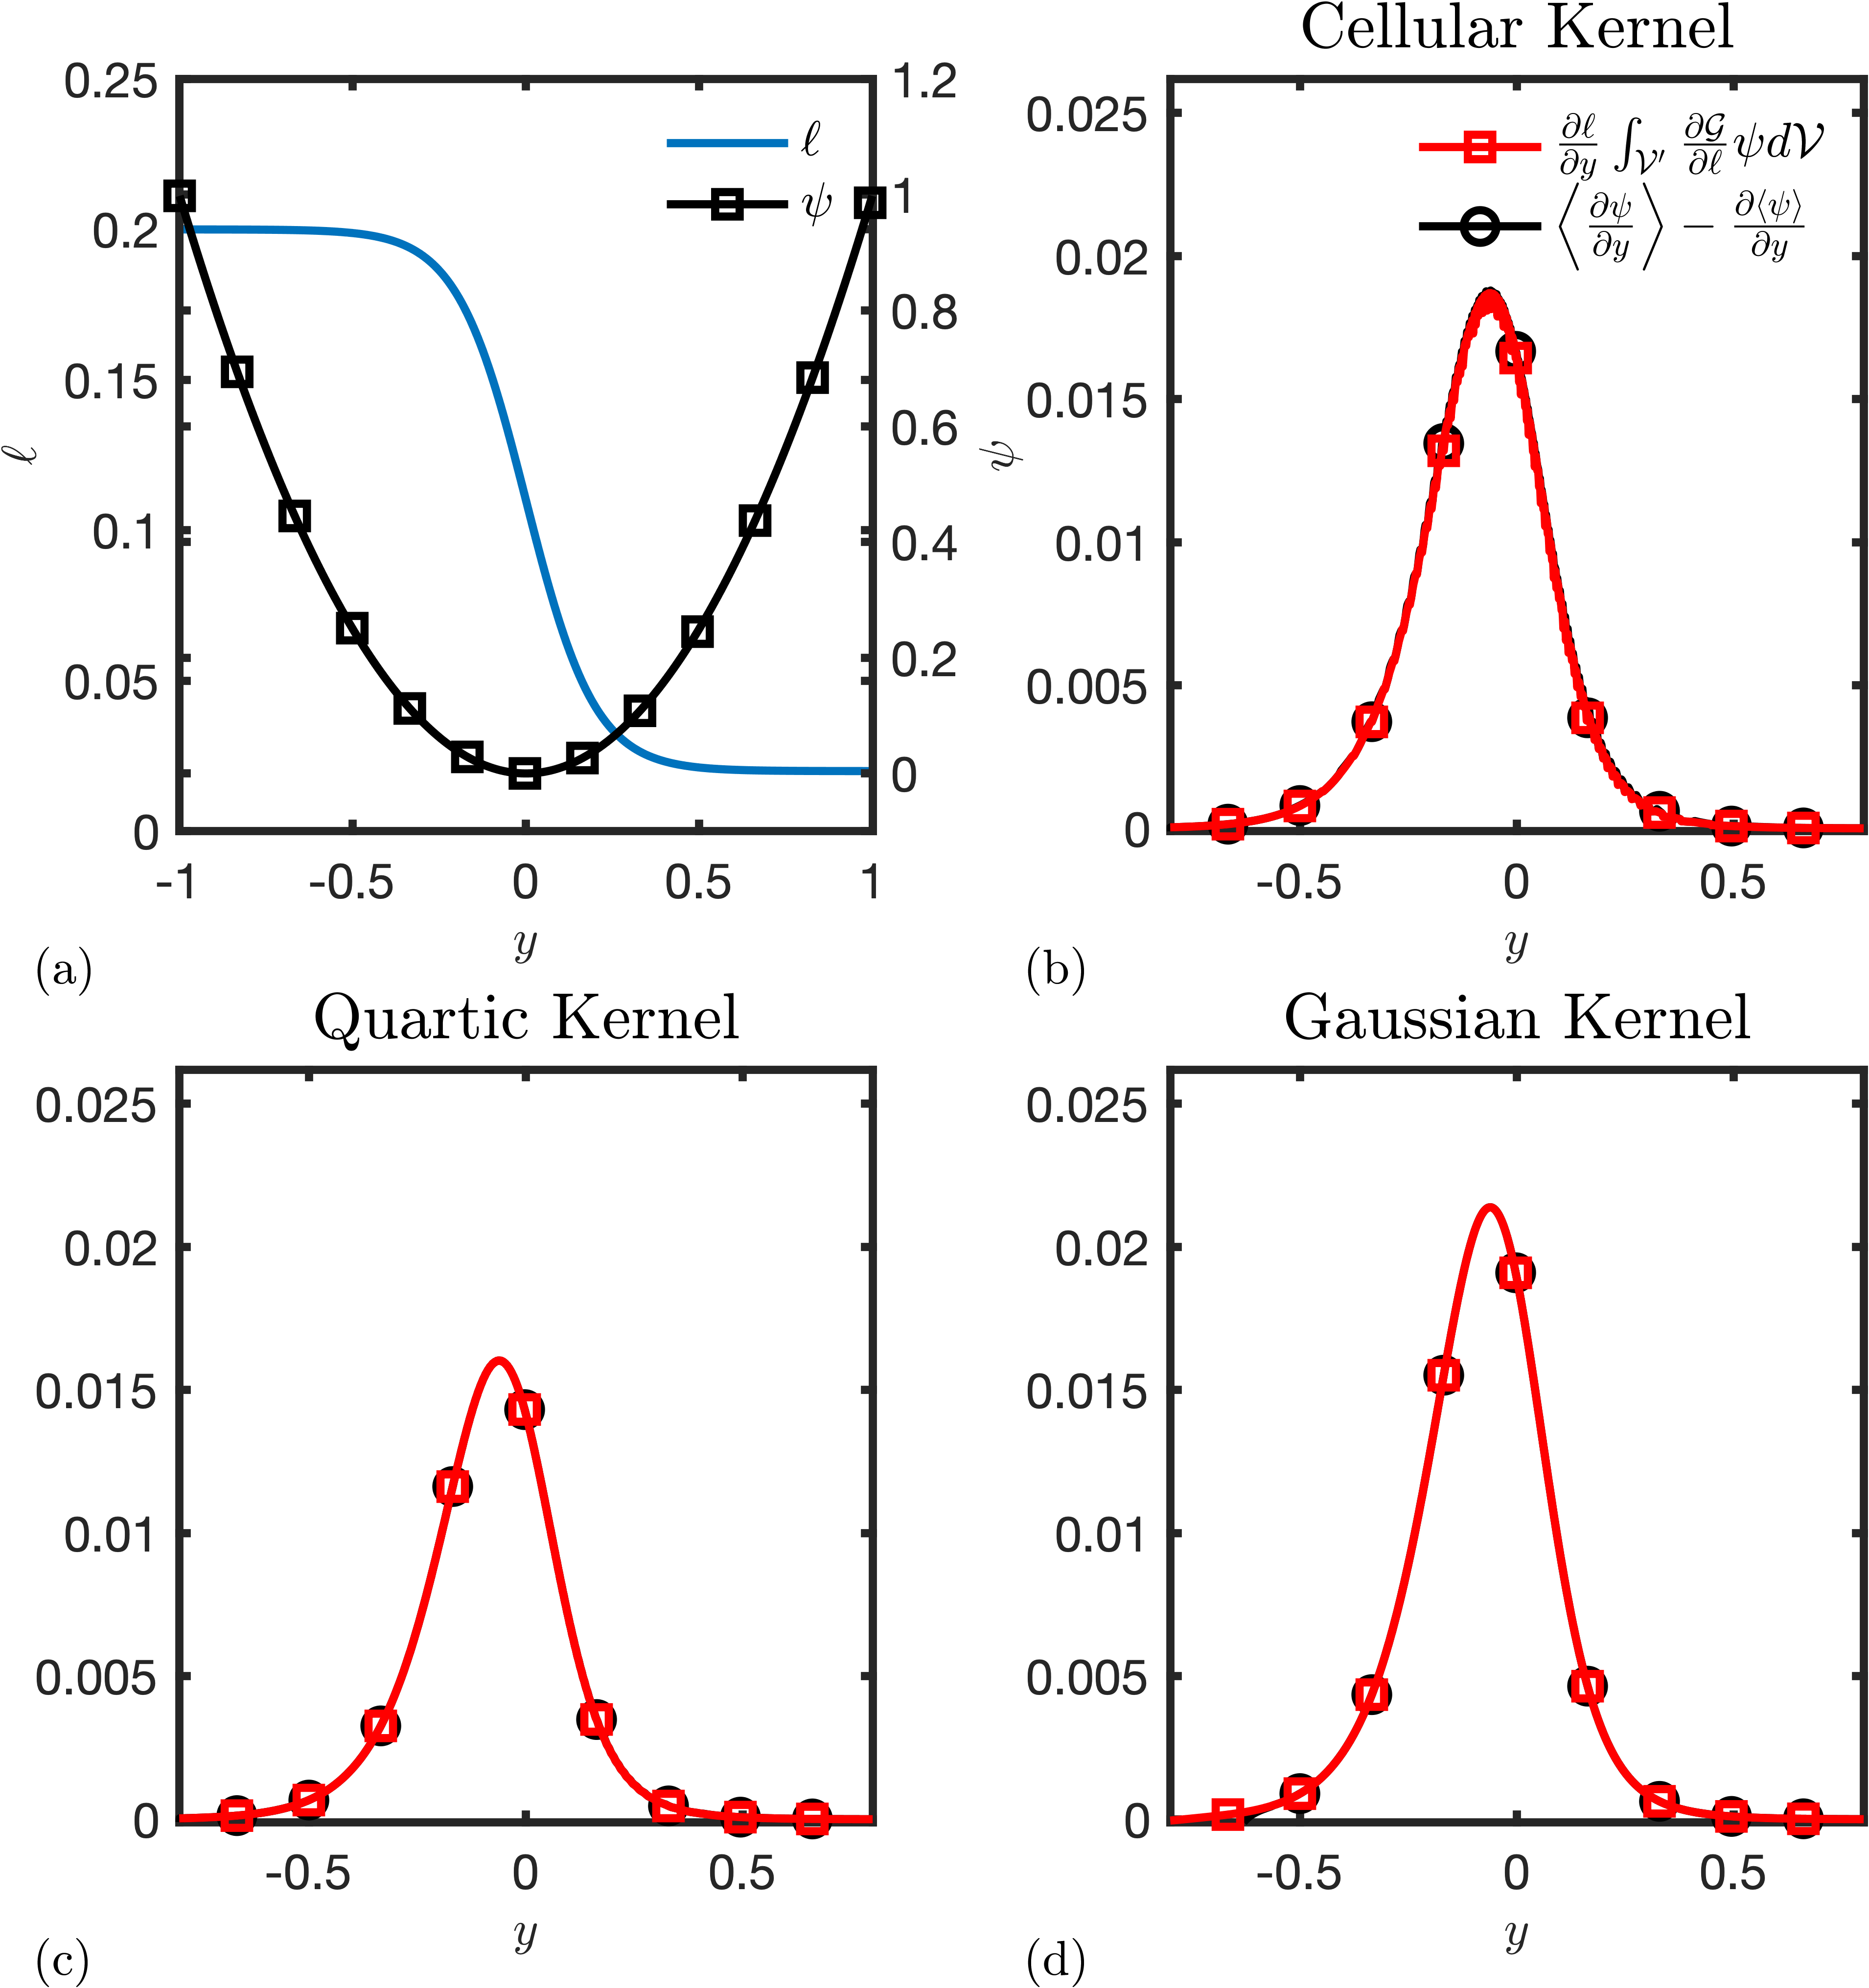 Cellular Kernel
0.25
0.2
0.15
0.1
0.05
0
ℓ
1.2
1
0.8
0.6
0.4
0.2
0
ψ
ℓ
ψ
-1 -0.5 0 0.5 1
y
(a)
0.025
0.02
0.015
0.01
0.005
0
∂ℓ/∂y ∫_𝒱′ ∂𝒢/∂ℓ ψd𝒱
⟨∂ψ/∂y⟩ − ∂⟨ψ⟩/∂y
-0.5 0 0.5
y
(b)
Quartic Kernel
0.025
0.02
0.015
0.01
0.005
0
-0.5 0 0.5
y
(c)
Gaussian Kernel
0.025
0.02
0.015
0.01
0.005
0
-0.5 0 0.5
y
(d)